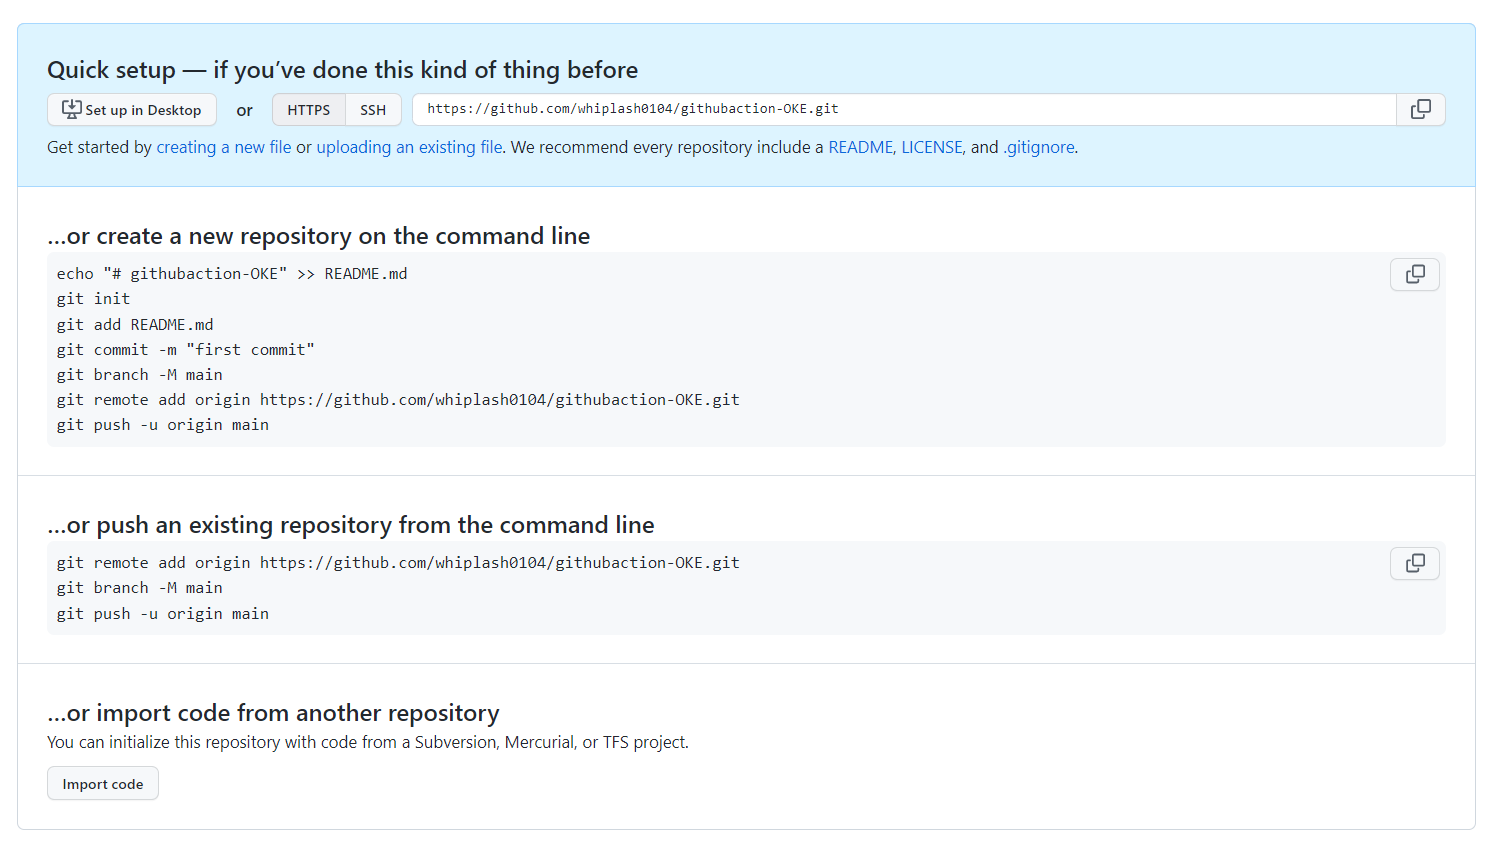 Quick setup — if you’ve done this kind of thing before
Set up in Desktop or HTTPS SSH https://github.com/whiplash0104/githubaction-OKE.git
Get started by creating a new file or uploading an existing file. We recommend every repository include a README, LICENSE, and .gitignore.
…or create a new repository on the command line
echo "# githubaction-OKE" >> README.md
git init
git add README.md
git commit -m "first commit"
git branch -M main
git remote add origin https://github.com/whiplash0104/githubaction-OKE.git
git push -u origin main
…or push an existing repository from the command line
git remote add origin https://github.com/whiplash0104/githubaction-OKE.git
git branch -M main
git push -u origin main
…or import code from another repository
You can initialize this repository with code from a Subversion, Mercurial, or TFS project.
Import code